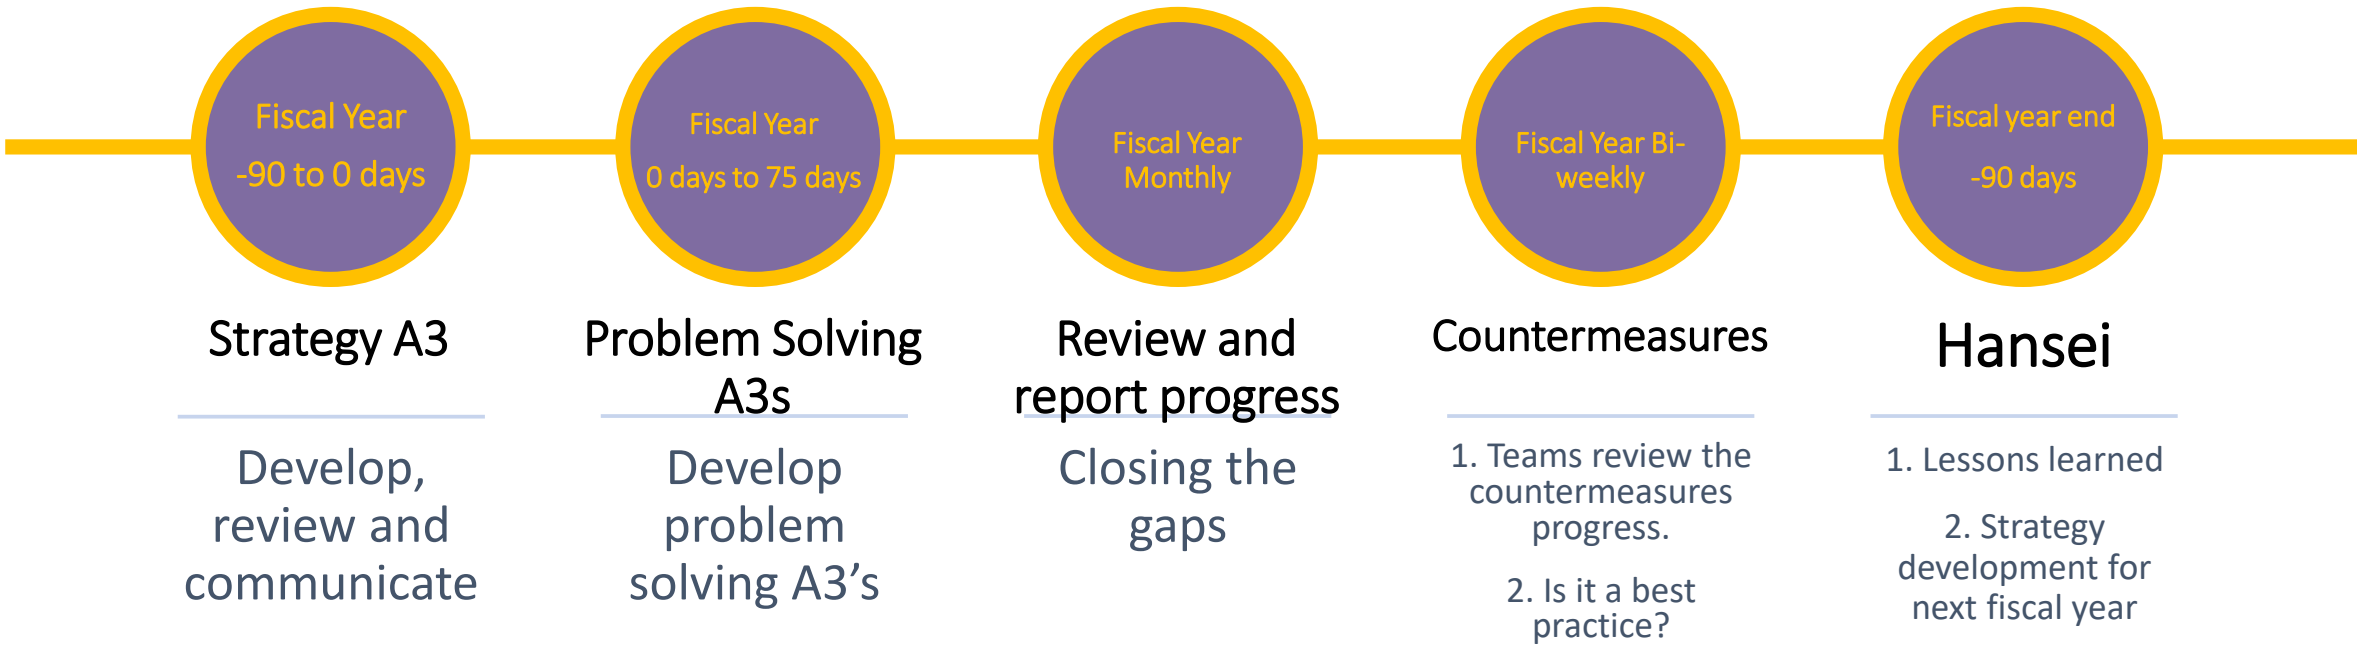 Fiscal Year
-90 to 0 days
Fiscal Year
0 days to 75 days
Fiscal Year
Monthly
Fiscal Year Bi-
weekly
Fiscal year end
-90 days
Strategy A3
Develop,
review and
communicate
Problem Solving
A3s
Develop
problem
solving A3’s
Review and
report progress
Closing the
gaps
Countermeasures
1. Teams review the
countermeasures
progress.
2. Is it a best
practice?
Hansei
1. Lessons learned
2. Strategy
development for
next fiscal year